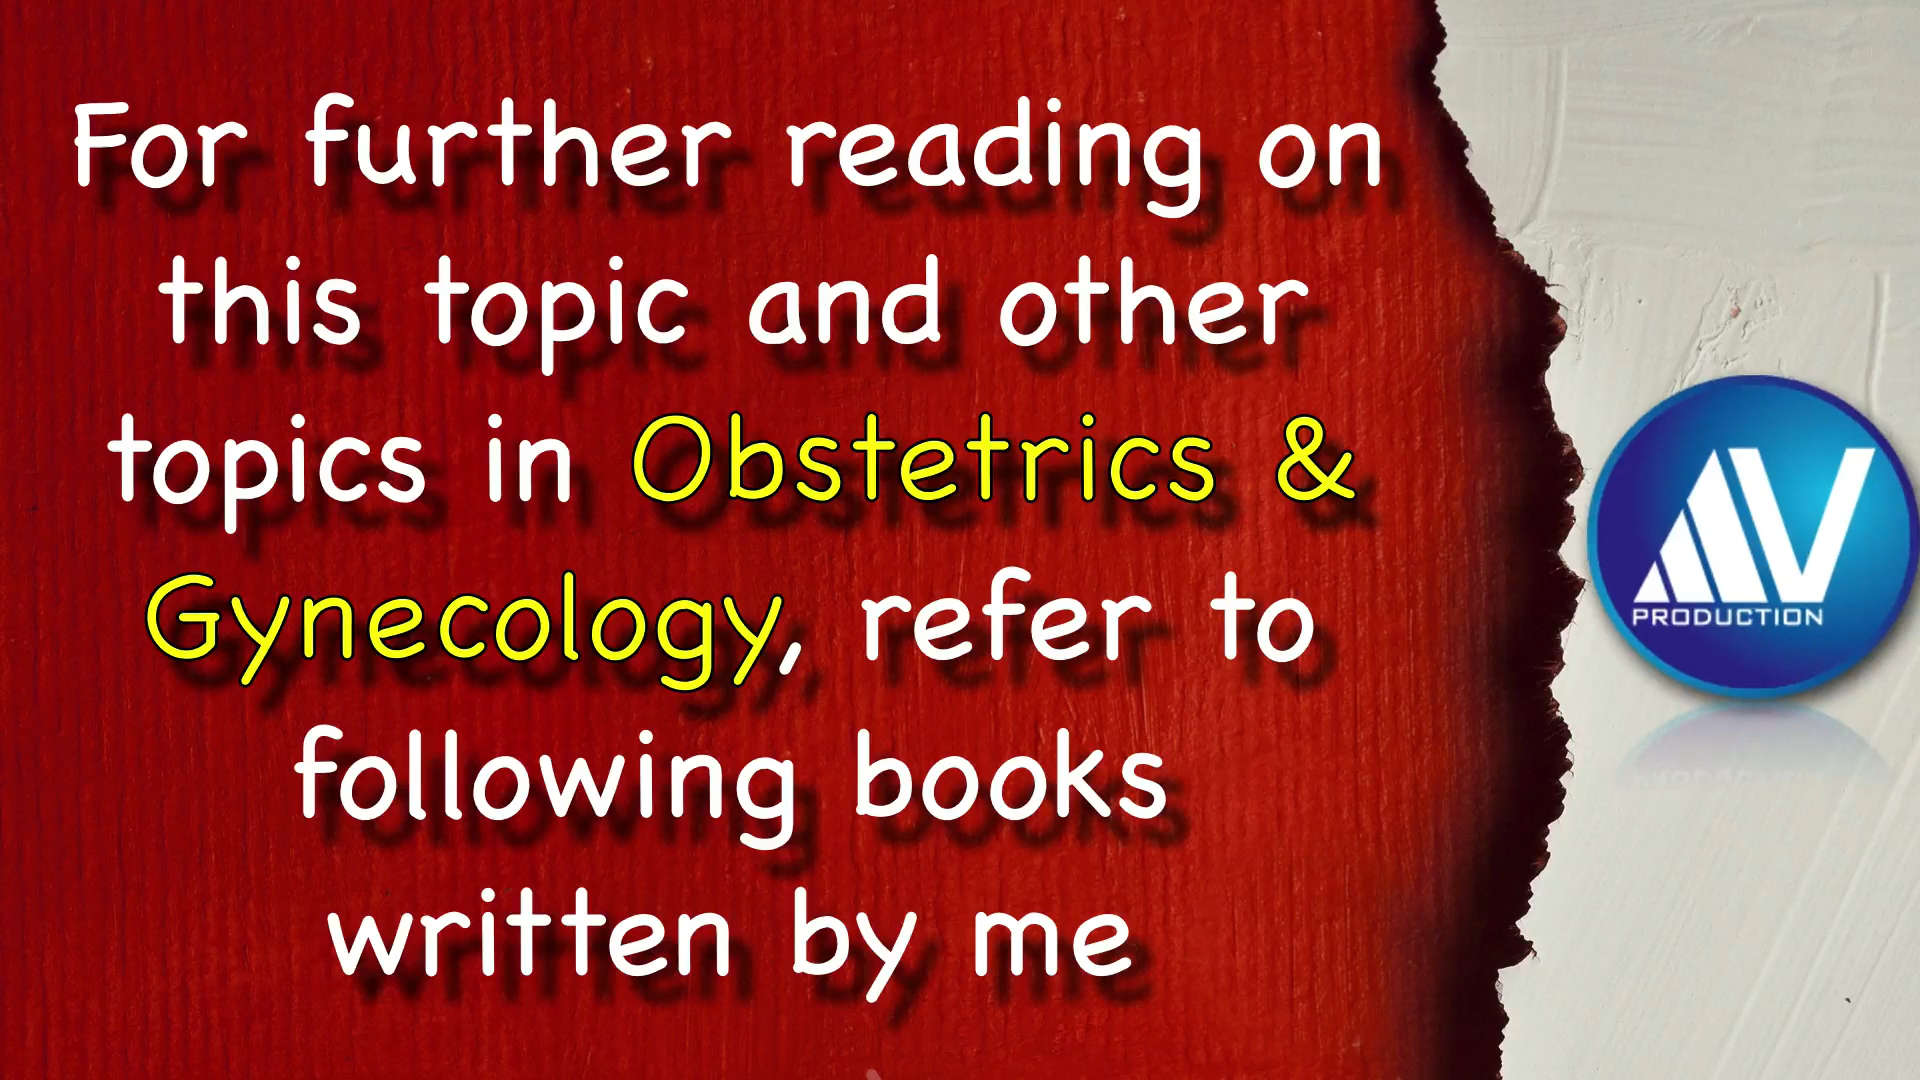 For further reading on
this topic and other
topics in Obstetrics &
Gynecology, refer to
following books
written by me
AV
PRODUCTION